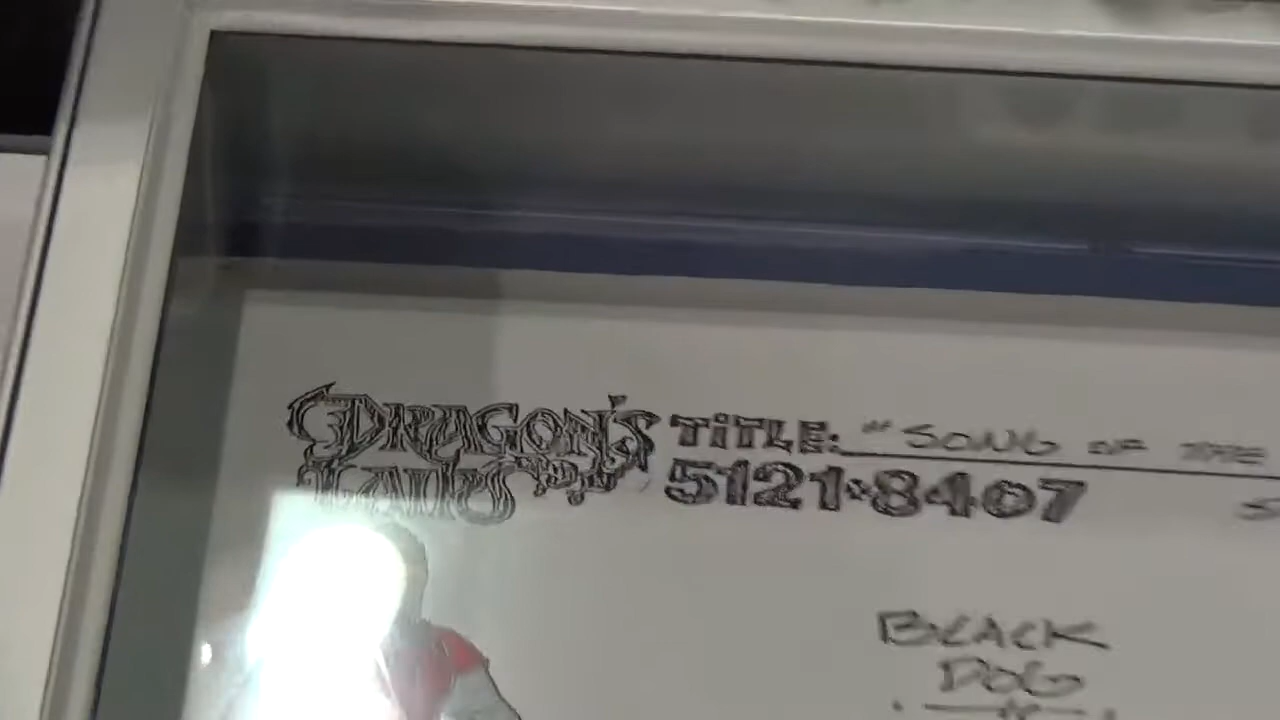 DRAGON'S TITLE: "SONG OF THE
LAIR 5121-8407
BLACK
DOG